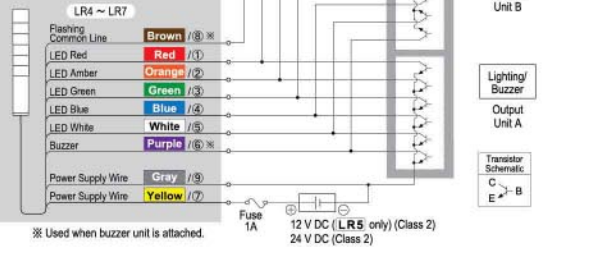 LR4 ~ LR7
Unit B
Flashing
Common Line Brown /⑧ ※
LED Red Red /①
LED Amber Orange /②
LED Green Green /③
LED Blue Blue /④
LED White White /⑤
Buzzer Purple /⑥ ※
Power Supply Wire Gray /⑨
Power Supply Wire Yellow /⑦
Lighting/
Buzzer
Output
Unit A
Transistor
Schematic
C
B
E
Fuse
1A
⊕ ⊖
12 V DC (LR5 only) (Class 2)
24 V DC (Class 2)
※ Used when buzzer unit is attached.